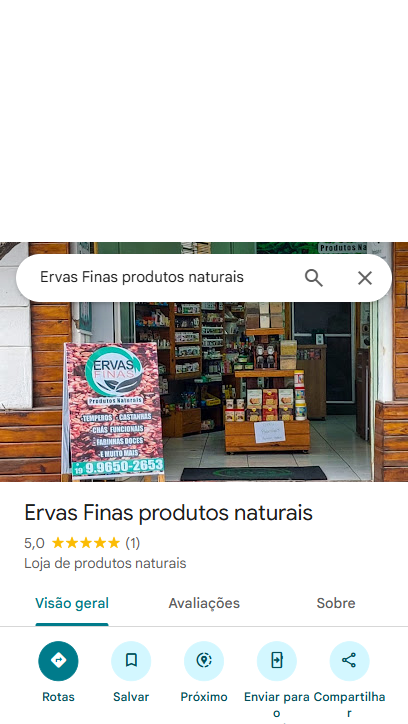 Produtos Na
Ervas Finas produtos naturais
ERVAS
FINAS
Produtos Naturais
TEMPEROS CASTANHAS
CHÁS FUNCIONAIS
FARINHAS DOCES
E MUITO MAIS
19 9.9650-2653
Ervas Finas produtos naturais
5,0 ★★★★★ (1)
Loja de produtos naturais
Visão geral Avaliações Sobre
Rotas Salvar Próximo Enviar para o Compartilhar